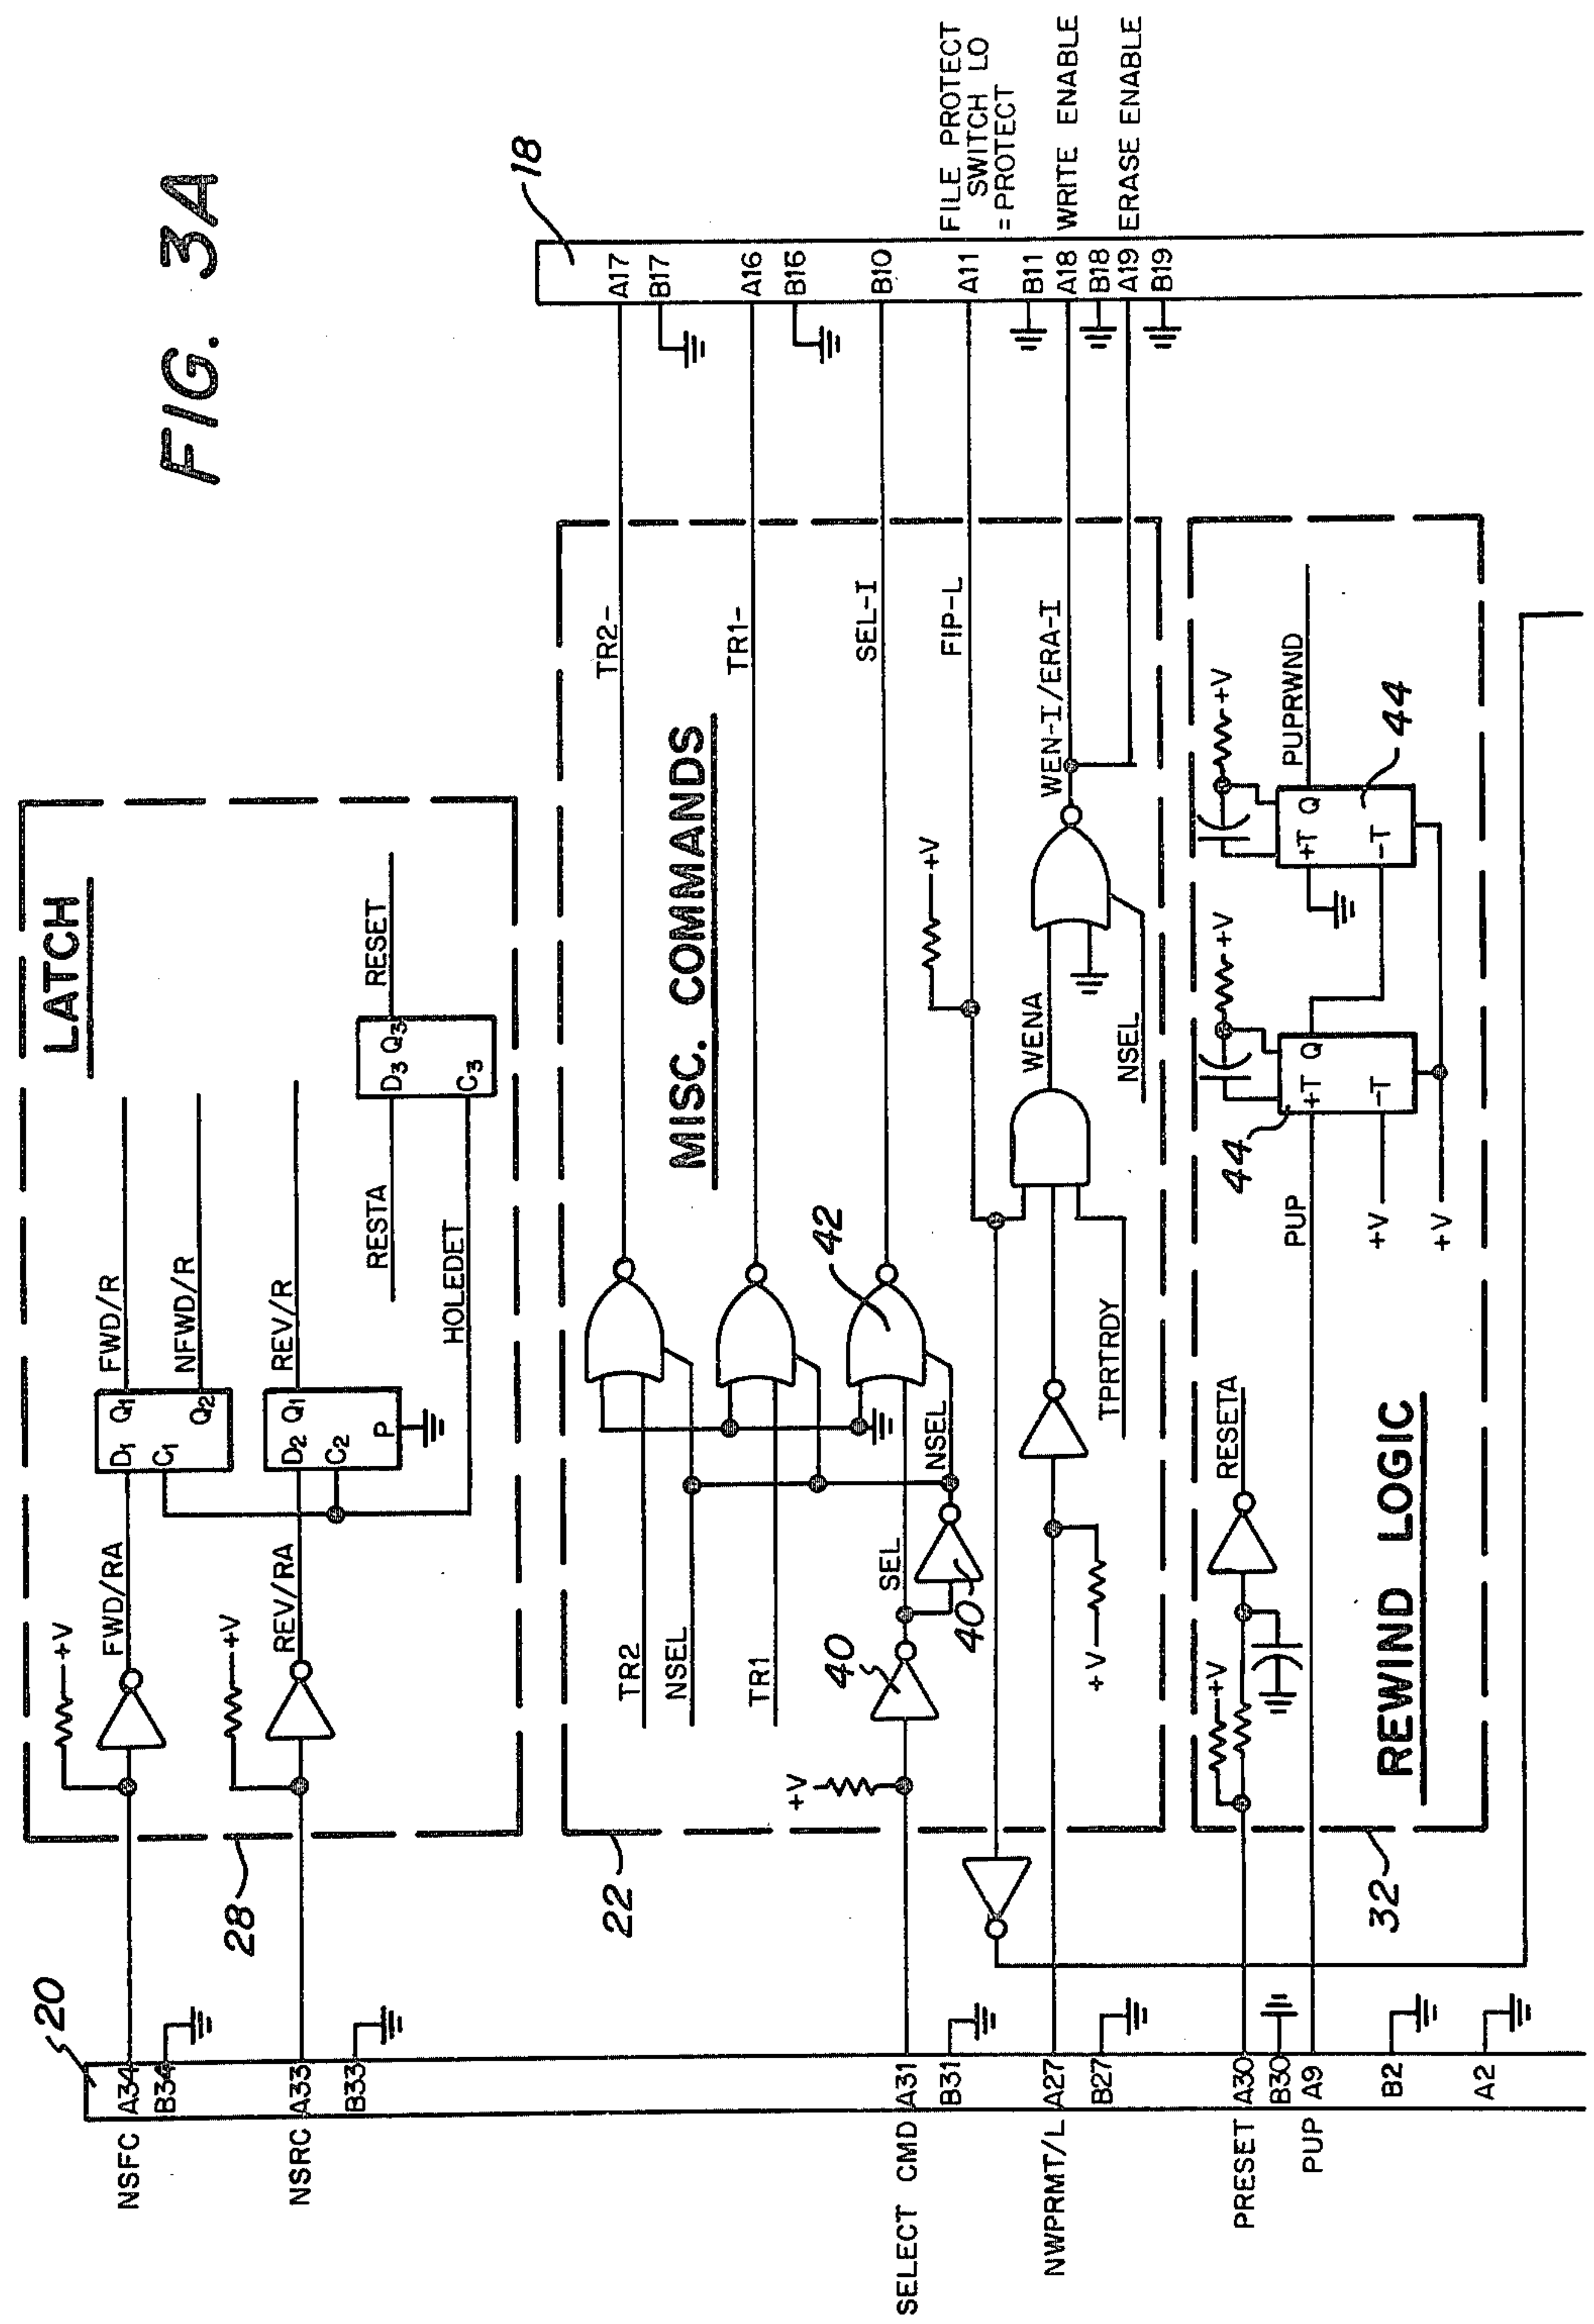 FIG. 3A
LATCH
20
NSFC A34
B34
+V
FWD/RA
D1 Q1
C1
Q2
FWD/R
NFWD/R
28
NSRC A33
B33
+V
REV/RA
D2 Q1
C2
P
REV/R
RESTA
HOLEDET
D3 Q3
C3
RESET
22
MISC. COMMANDS
TR2
NSEL
TR1
TR2-
TR1-
SELECT CMD A31
B31
+V
40
SEL
40
NSEL
42
SEL-I
FIP-L
+V
NWPRMT/L A27
B27
+V
TPRTRDY
WENA
NSEL
WEN-I/ERA-I
18
A17
B17
A16
B16
B10
A11
FILE PROTECT
SWITCH LO
= PROTECT
B11
A18 WRITE ENABLE
B18
A19 ERASE ENABLE
B19
32
REWIND LOGIC
PRESET A30
B30
PUP A9
B2
A2
+V
RESETA
PUP
+V
+V
44
+T Q
-T
+V
+T Q
-T
+V
PUPRWND
44